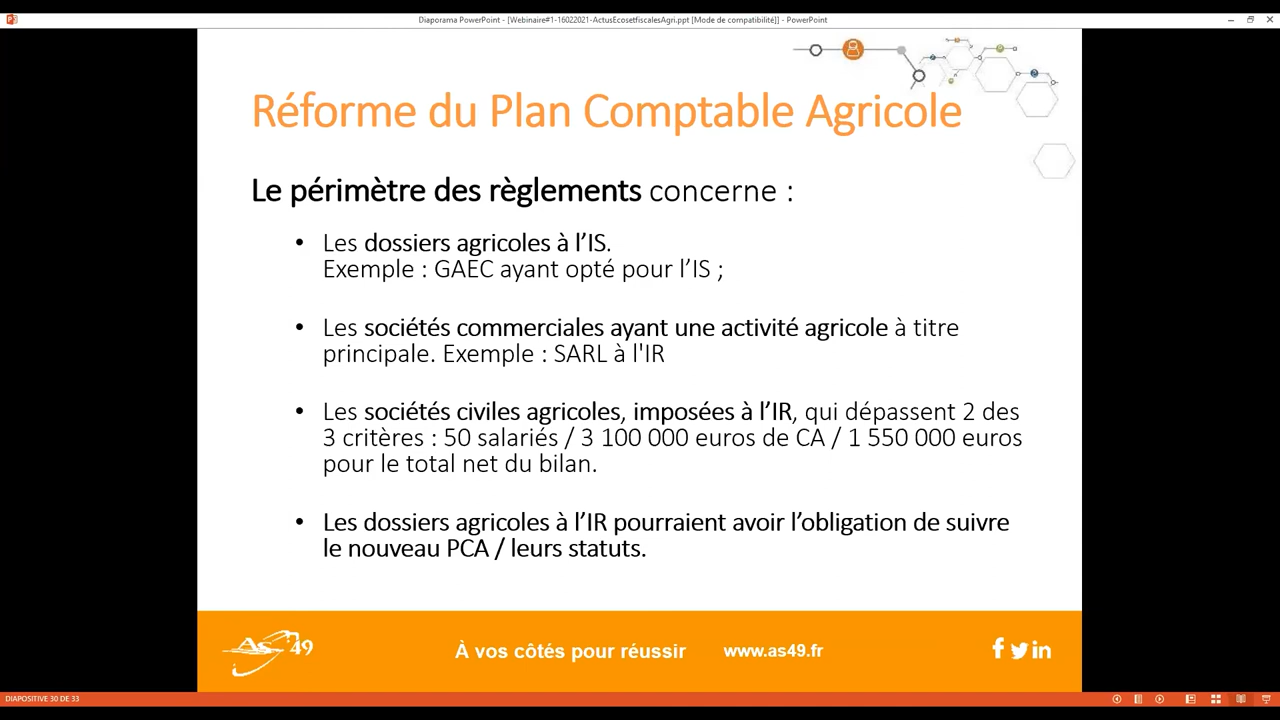 Diaporama PowerPoint - [Webinaire#1-16022021-ActusEcosetfiscalesAgri.ppt [Mode de compatibilité]] - PowerPoint
Réforme du Plan Comptable Agricole
Le périmètre des règlements concerne :
• Les dossiers agricoles à l’IS.
Exemple : GAEC ayant opté pour l’IS ;
• Les sociétés commerciales ayant une activité agricole à titre
principale. Exemple : SARL à l'IR
• Les sociétés civiles agricoles, imposées à l’IR, qui dépassent 2 des
3 critères : 50 salariés / 3 100 000 euros de CA / 1 550 000 euros
pour le total net du bilan.
• Les dossiers agricoles à l’IR pourraient avoir l’obligation de suivre
le nouveau PCA / leurs statuts.
As 49
À vos côtés pour réussir
www.as49.fr
DIAPOSITIVE 30 DE 33